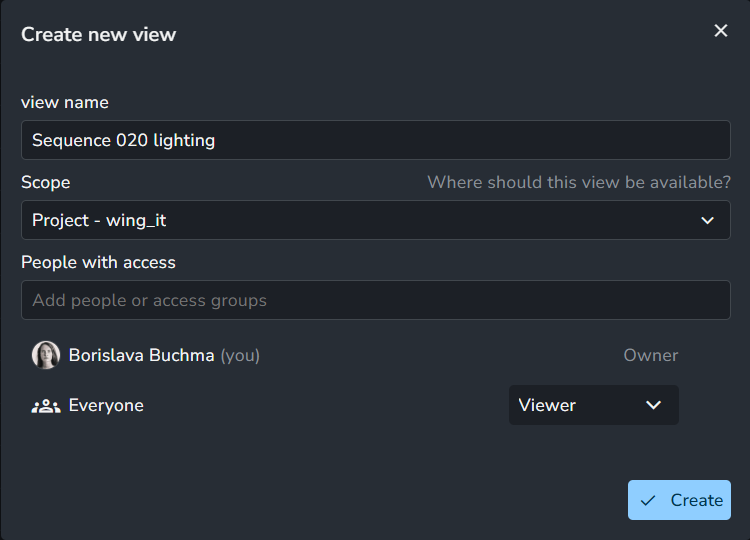 Create new view
view name
Sequence 020 lighting
Scope Where should this view be available?
Project - wing_it
People with access
Add people or access groups
Borislava Buchma (you) Owner
Everyone Viewer
Create